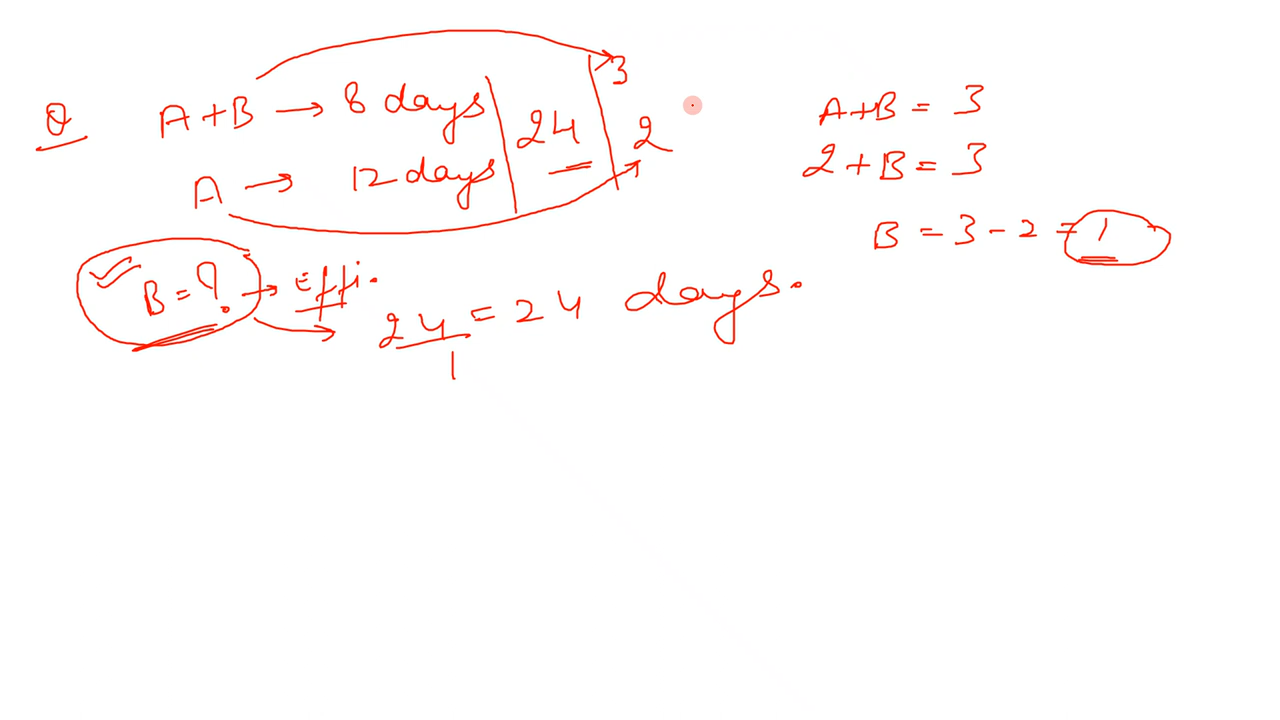 Q A+B → 8 days 24 3
A → 12 days 2
B = ? → Effi.
→ 24/1 = 24 days.
A+B = 3
2+B = 3
B = 3 - 2 = 1